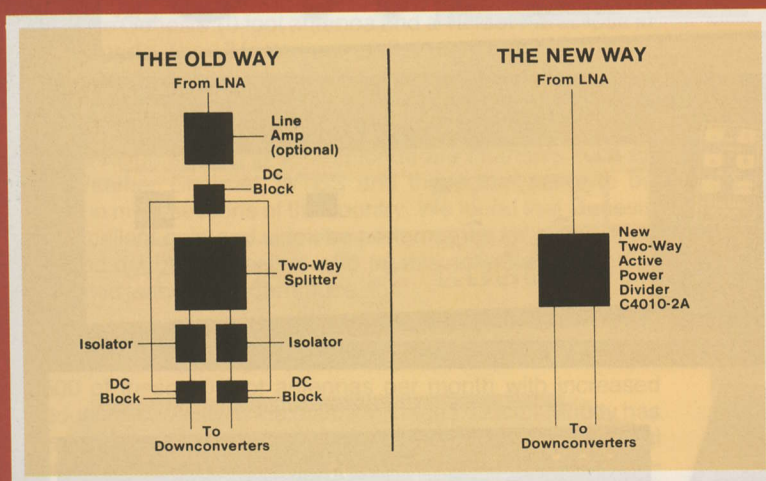 THE OLD WAY
From LNA
Line
Amp
(optional)
DC
Block
Two-Way
Splitter
Isolator
Isolator
DC
Block
DC
Block
To
Downconverters
THE NEW WAY
From LNA
New
Two-Way
Active
Power
Divider
C4010-2A
To
Downconverters